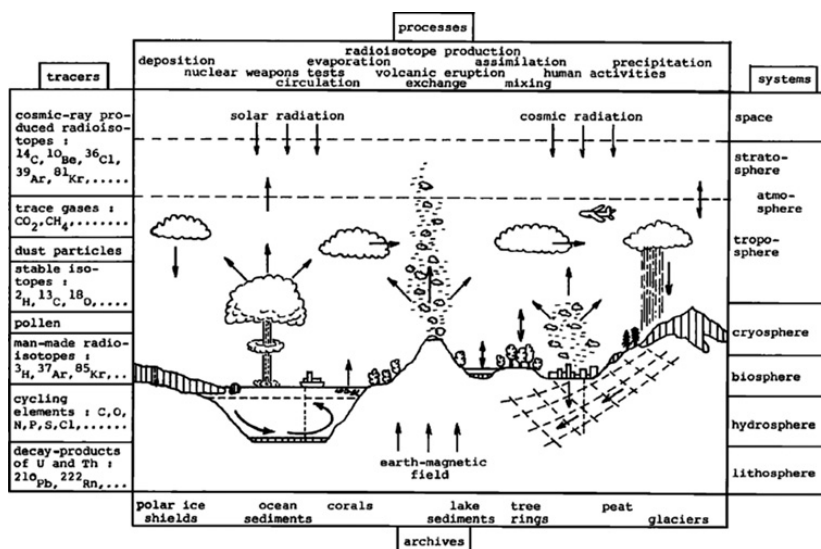 processes
radioisotope production
deposition evaporation assimilation precipitation
nuclear weapons tests volcanic eruption human activities
circulation exchange mixing
tracers
cosmic-ray pro-
duced radioiso-
topes :
¹⁴C, ¹⁰Be, ³⁶Cl,
³⁹Ar, ⁸¹Kr, .....
trace gases :
CO₂, CH₄, .......
dust particles
stable iso-
topes :
²H, ¹³C, ¹⁸O, ....
pollen
man-made radio-
isotopes :
³H, ³⁷Ar, ⁸⁵Kr, ..
cycling
elements : C,O,
N,P,S,Cl, ......
decay-products
of U and Th :
²¹⁰Pb, ²²²Rn, ...
solar radiation
cosmic radiation
earth-magnetic
field
systems
space
strato-
sphere
atmo-
sphere
tropo-
sphere
cryosphere
biosphere
hydrosphere
lithosphere
polar ice
shields
ocean
sediments
corals
lake
sediments
tree
rings
peat
glaciers
archives